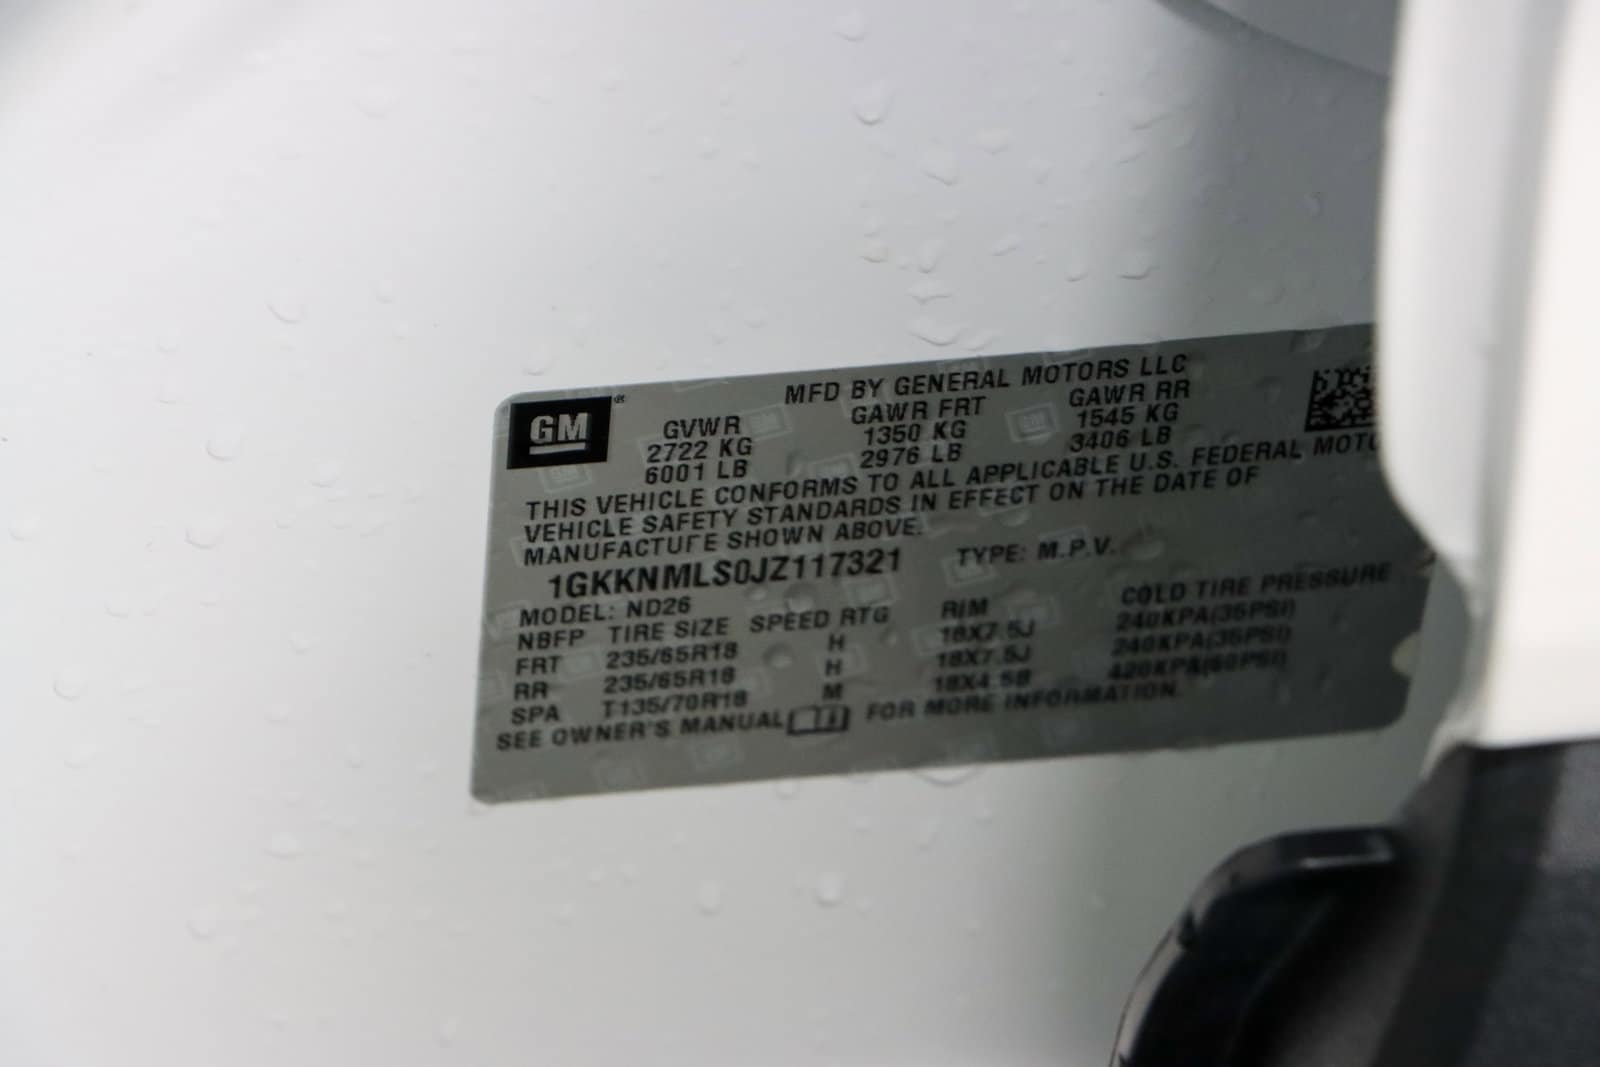 MFD BY GENERAL MOTORS LLC
GM ®
GVWR GAWR FRT GAWR RR
2722 KG 1350 KG 1545 KG
6001 LB 2976 LB 3406 LB
THIS VEHICLE CONFORMS TO ALL APPLICABLE U.S. FEDERAL MOTO
VEHICLE SAFETY STANDARDS IN EFFECT ON THE DATE OF
MANUFACTURE SHOWN ABOVE.
1GKKNMLS0JZ117321 TYPE: M.P.V.
MODEL: ND26
NBFP TIRE SIZE SPEED RTG RIM COLD TIRE PRESSURE
FRT 235/65R18 H 18X7.5J 240KPA(35PSI)
RR 235/65R18 H 18X7.5J 240KPA(35PSI)
SPA T135/70R18 M 18X4.5B 420KPA(60PSI)
SEE OWNER'S MANUAL FOR MORE INFORMATION.